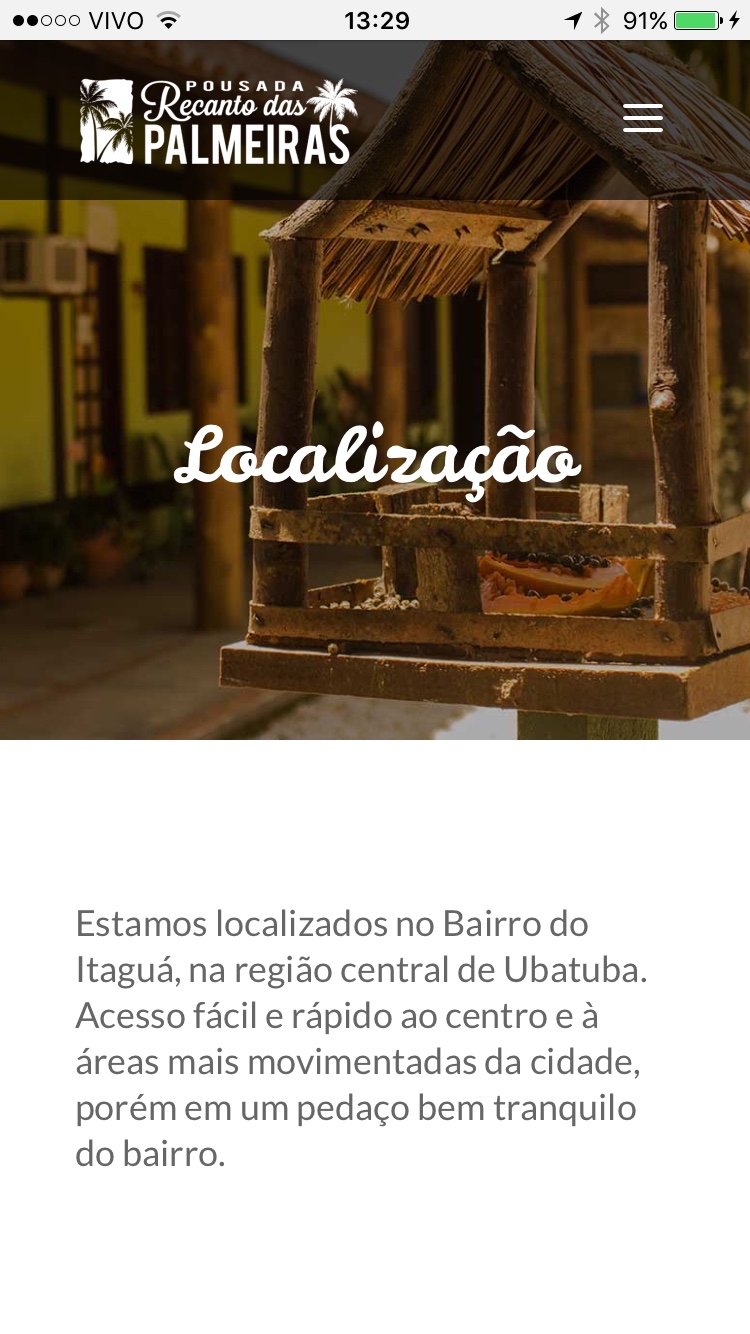 VIVO 13:29 91%
POUSADA
Recanto das
PALMEIRAS
Localização
Estamos localizados no Bairro do
Itaguá, na região central de Ubatuba.
Acesso fácil e rápido ao centro e à
áreas mais movimentadas da cidade,
porém em um pedaço bem tranquilo
do bairro.